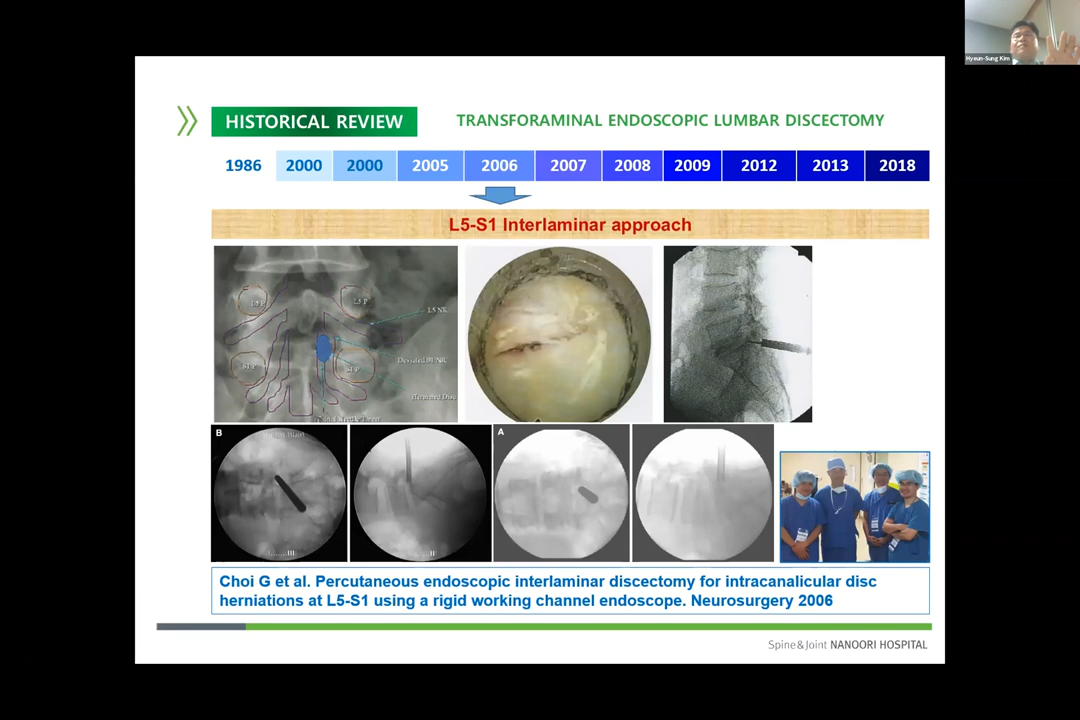 Hyeun-Sung Kim
HISTORICAL REVIEW
TRANSFORAMINAL ENDOSCOPIC LUMBAR DISCECTOMY
1986 2000 2000 2005 2006 2007 2008 2009 2012 2013 2018
L5-S1 Interlaminar approach
L5 P
L5 P
L5 NR
S1 P
S1 P
B
A
Choi G et al. Percutaneous endoscopic interlaminar discectomy for intracanalicular disc
herniations at L5-S1 using a rigid working channel endoscope. Neurosurgery 2006
Spine&Joint NANOORI HOSPITAL